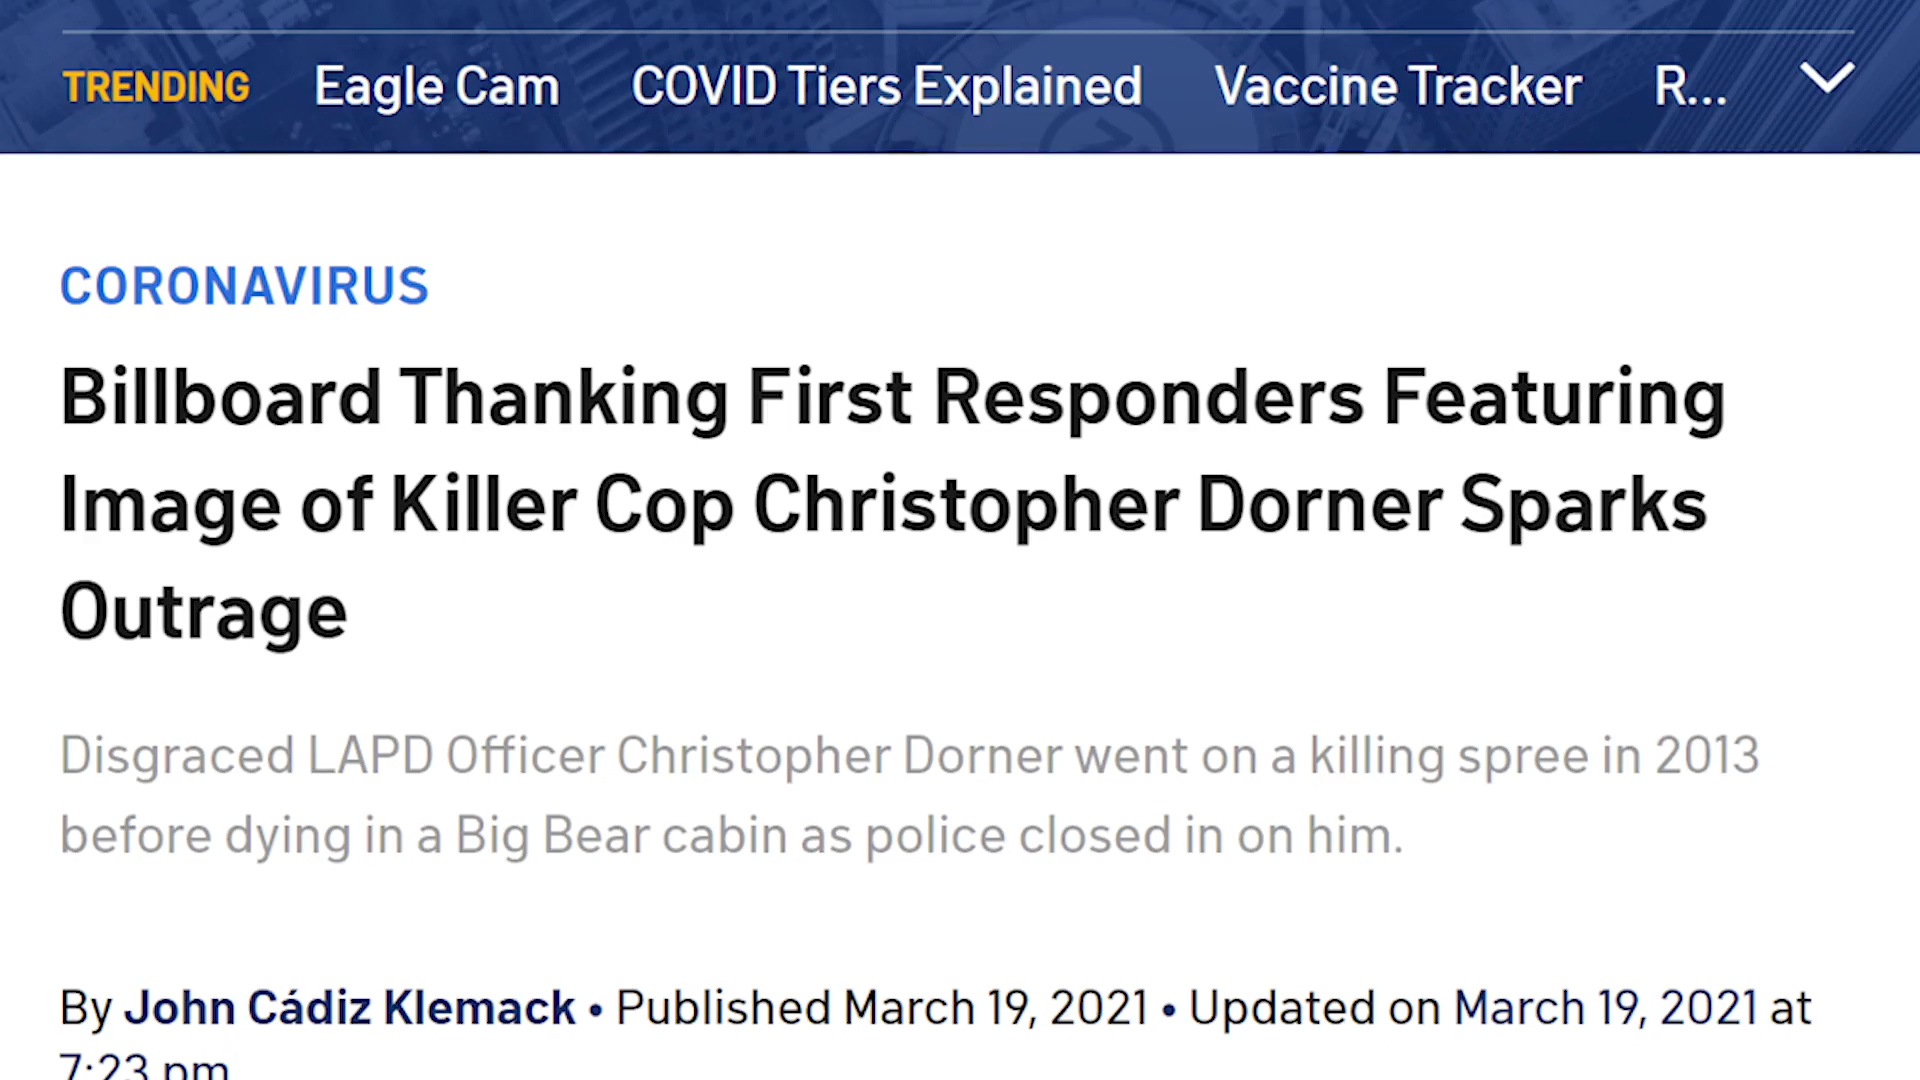 TRENDING Eagle Cam COVID Tiers Explained Vaccine Tracker R...
CORONAVIRUS
Billboard Thanking First Responders Featuring
Image of Killer Cop Christopher Dorner Sparks
Outrage
Disgraced LAPD Officer Christopher Dorner went on a killing spree in 2013
before dying in a Big Bear cabin as police closed in on him.
By John Cádiz Klemack • Published March 19, 2021 • Updated on March 19, 2021 at
7:23 pm